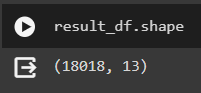 result_df.shape
(18018, 13)